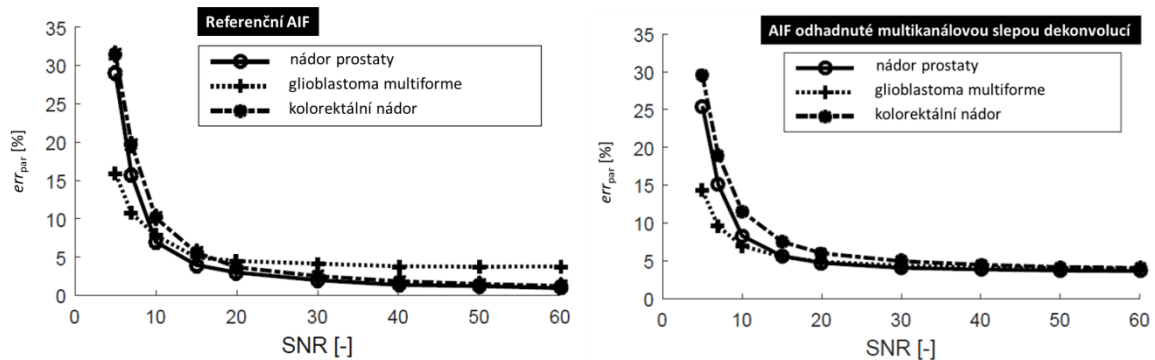 Referenční AIF
nádor prostaty
glioblastoma multiforme
kolorektální nádor
35
30
25
20
15
10
5
0
err_par [%]
0 10 20 30 40 50 60
SNR [-]
AIF odhadnuté multikanálovou slepou dekonvolucí
nádor prostaty
glioblastoma multiforme
kolorektální nádor
35
30
25
20
15
10
5
0
err_par [%]
0 10 20 30 40 50 60
SNR [-]